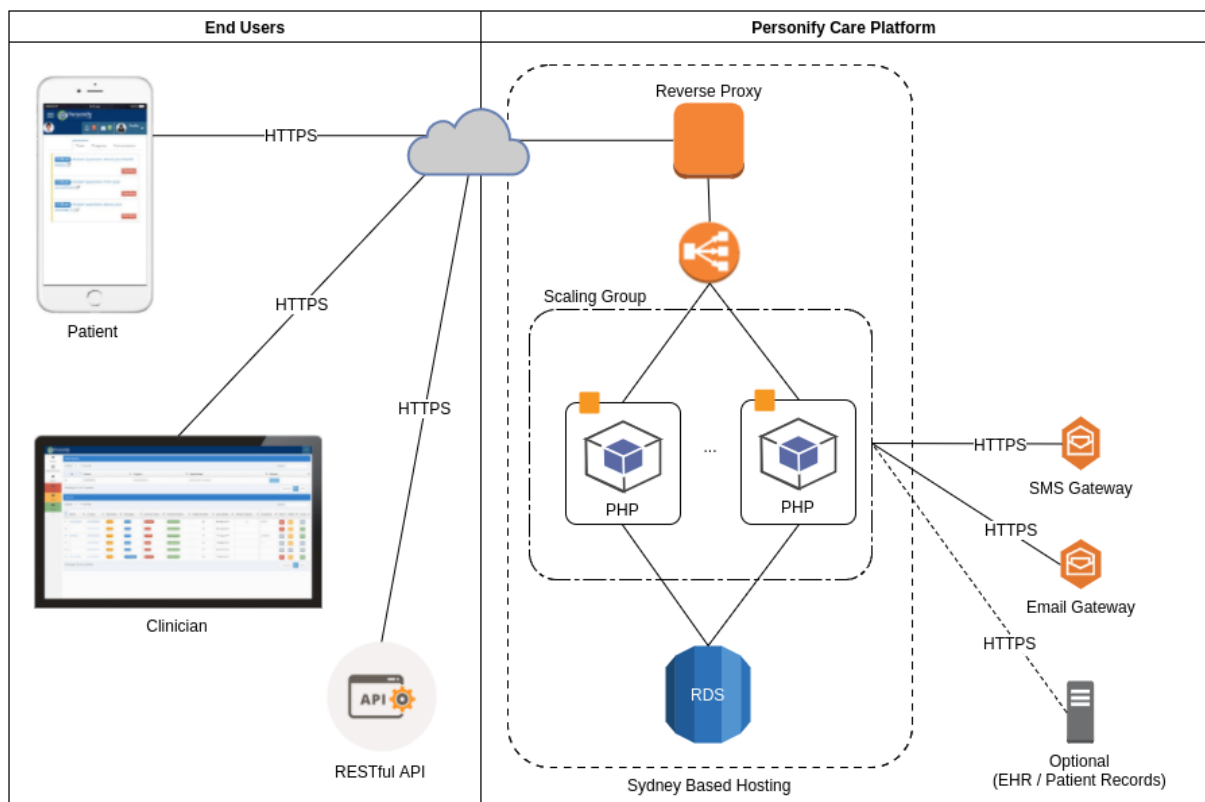 End Users
Personify Care Platform
Reverse Proxy
HTTPS
HTTPS
Scaling Group
Patient
HTTPS
...
PHP
PHP
HTTPS
SMS Gateway
HTTPS
Email Gateway
Clinician
HTTPS
API
RDS
RESTful API
Optional
(EHR / Patient Records)
Sydney Based Hosting